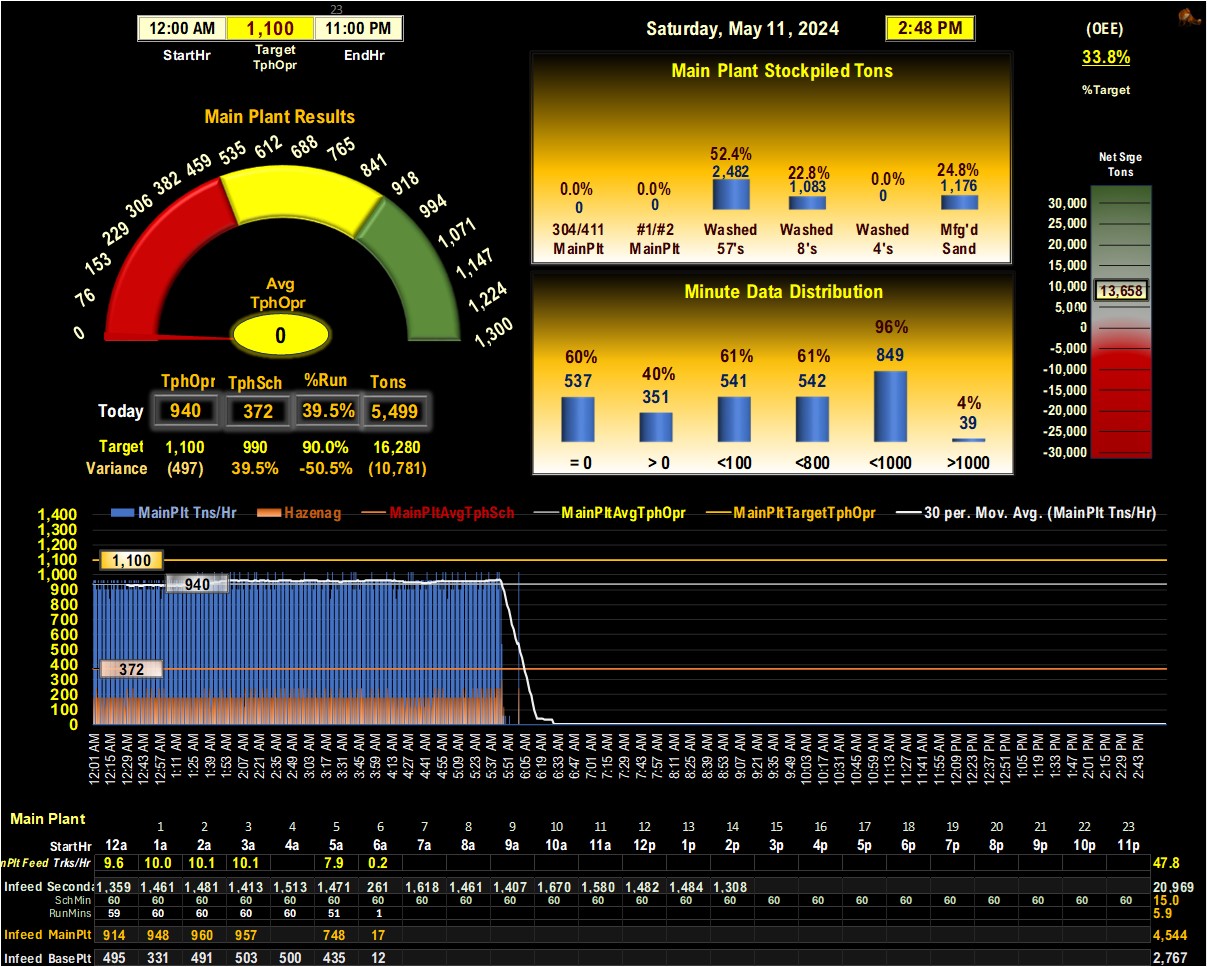 23
12:00 AM 1,100 11:00 PM
StartHr Target TphOpr EndHr
Saturday, May 11, 2024 2:48 PM
(OEE)
33.8%
%Target
Main Plant Results
0 76 153 229 306 382 459 535 612 688 765 841 918 994 1,071 1,147 1,224 1,300
Avg
TphOpr
0
TphOpr TphSch %Run Tons
Today 940 372 39.5% 5,499
Target 1,100 990 90.0% 16,280
Variance (497) 39.5% -50.5% (10,781)
Main Plant Stockpiled Tons
0.0% 0.0% 52.4% 22.8% 0.0% 24.8%
0 0 2,482 1,083 0 1,176
304/411 #1/#2 Washed Washed Washed Mfg'd
MainPlt MainPlt 57's 8's 4's Sand
Minute Data Distribution
60% 40% 61% 61% 96% 4%
537 351 541 542 849 39
= 0 > 0 <100 <800 <1000 >1000
Net Srge
Tons
30,000
25,000
20,000
15,000
10,000
13,658
5,000
0
-5,000
-10,000
-15,000
-20,000
-25,000
-30,000
MainPlt Tns/Hr Hazenag MainPltAvgTphSch MainPltAvgTphOpr MainPltTargetTphOpr 30 per. Mov. Avg. (MainPlt Tns/Hr)
1,400
1,300
1,200
1,100
1,000
900
800
700
600
500
400
300
200
100
0
1,100
940
372
12:01 AM 12:15 AM 12:29 AM 12:43 AM 12:57 AM 1:11 AM 1:25 AM 1:39 AM 1:53 AM 2:07 AM 2:21 AM 2:35 AM 2:49 AM 3:03 AM 3:17 AM 3:31 AM 3:45 AM 3:59 AM 4:13 AM 4:27 AM 4:41 AM 4:55 AM 5:09 AM 5:23 AM 5:37 AM 5:51 AM 6:05 AM 6:19 AM 6:33 AM 6:47 AM 7:01 AM 7:15 AM 7:29 AM 7:43 AM 7:57 AM 8:11 AM 8:25 AM 8:39 AM 8:53 AM 9:07 AM 9:21 AM 9:35 AM 9:49 AM 10:03 AM 10:17 AM 10:31 AM 10:45 AM 10:59 AM 11:13 AM 11:27 AM 11:41 AM 11:55 AM 12:09 PM 12:23 PM 12:37 PM 12:51 PM 1:05 PM 1:19 PM 1:33 PM 1:47 PM 2:01 PM 2:15 PM 2:29 PM 2:43 PM
Main Plant
1 2 3 4 5 6 7 8 9 10 11 12 13 14 15 16 17 18 19 20 21 22 23
StartHr 12a 1a 2a 3a 4a 5a 6a 7a 8a 9a 10a 11a 12p 1p 2p 3p 4p 5p 6p 7p 8p 9p 10p 11p
nPlt Feed Trks/Hr 9.6 10.0 10.1 10.1 7.9 0.2 47.8
Infeed Seconda 1,359 1,461 1,481 1,413 1,513 1,471 261 1,618 1,461 1,407 1,670 1,580 1,482 1,484 1,308 20,969
SchMin 60 60 60 60 60 60 60 60 60 60 60 60 60 60 60 60 60 60 60 60 60 60 60 60 15.0
RunMins 59 60 60 60 60 51 1 5.9
Infeed MainPlt 914 948 960 957 748 17 4,544
Infeed BasePlt 495 331 491 503 500 435 12 2,767